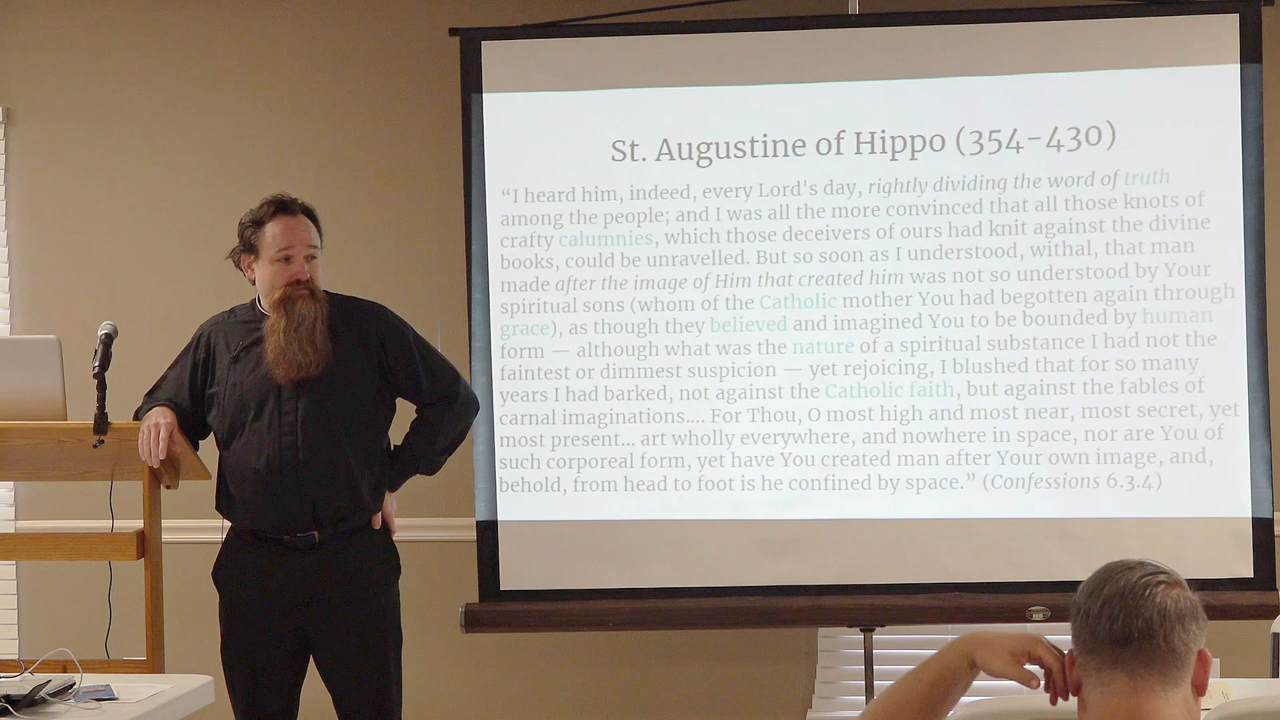 St. Augustine of Hippo (354-430)
“I heard him, indeed, every Lord's day, rightly dividing the word of truth
among the people; and I was all the more convinced that all those knots of
crafty calumnies, which those deceivers of ours had knit against the divine
books, could be unravelled. But so soon as I understood, withal, that man
made after the image of Him that created him was not so understood by Your
spiritual sons (whom of the Catholic mother You had begotten again through
grace), as though they believed and imagined You to be bounded by human
form — although what was the nature of a spiritual substance I had not the
faintest or dimmest suspicion — yet rejoicing, I blushed that for so many
years I had barked, not against the Catholic faith, but against the fables of
carnal imaginations.... For Thou, O most high and most near, most secret, yet
most present... art wholly everywhere, and nowhere in space, nor are You of
such corporeal form, yet have You created man after Your own image, and,
behold, from head to foot is he confined by space.” (Confessions 6.3.4)